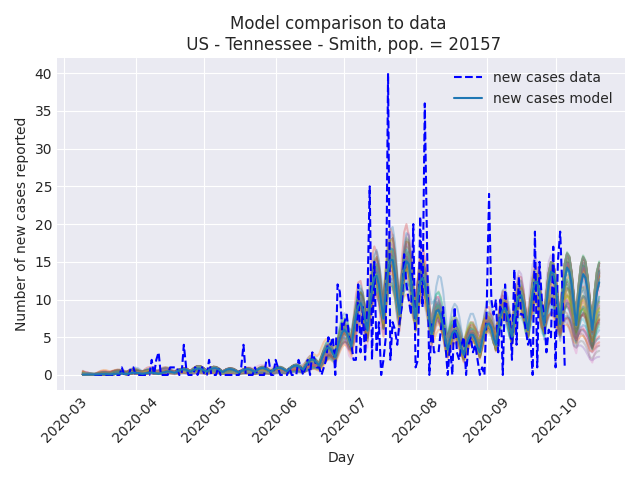 Model comparison to data
US - Tennessee - Smith, pop. = 20157
new cases data
new cases model
Number of new cases reported
40
35
30
25
20
15
10
5
0
2020-03
2020-04
2020-05
2020-06
2020-07
2020-08
2020-09
2020-10
Day